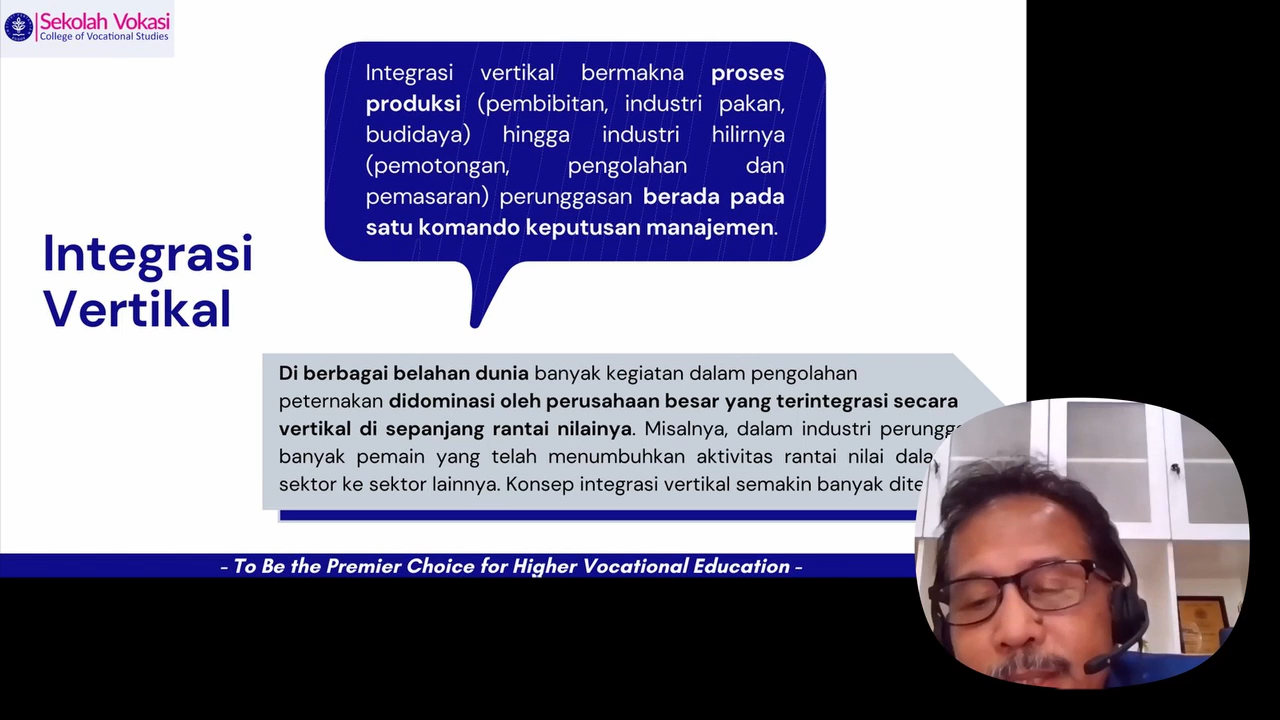 Sekolah Vokasi
College of Vocational Studies
Integrasi vertikal bermakna proses
produksi (pembibitan, industri pakan,
budidaya) hingga industri hilirnya
(pemotongan, pengolahan dan
pemasaran) perunggasan berada pada
satu komando keputusan manajemen.
Integrasi
Vertikal
Di berbagai belahan dunia banyak kegiatan dalam pengolahan
peternakan didominasi oleh perusahaan besar yang terintegrasi secara
vertikal di sepanjang rantai nilainya. Misalnya, dalam industri
banyak pemain yang telah menumbuhkan aktivitas rantai nilai
sektor ke sektor lainnya. Konsep integrasi vertikal semakin banyak
- To Be the Premier Choice for Higher Vocational Education -